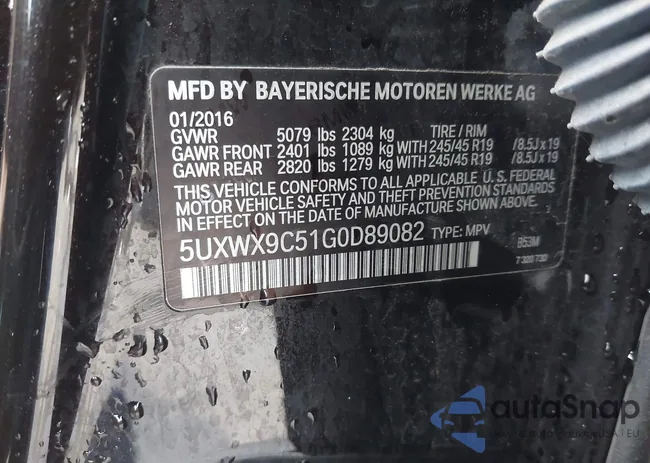 MFD BY BAYERISCHE MOTOREN WERKE AG
01/2016
GVWR 5079 lbs 2304 kg TIRE / RIM
GAWR FRONT 2401 lbs 1089 kg WITH 245/45 R19 /8.5J x 19
GAWR REAR 2820 lbs 1279 kg WITH 245/45 R19 /8.5J x 19
THIS VEHICLE CONFORMS TO ALL APPLICABLE U. S. FEDERAL
MOTOR VEHICLE SAFETY AND THEFT PREVENTION STANDARDS
IN EFFECT ON THE DATE OF MANUFACTURE SHOWN ABOVE.
5UXWX9C51G0D89082 TYPE: MPV B53M
7 320 730
autoSnap